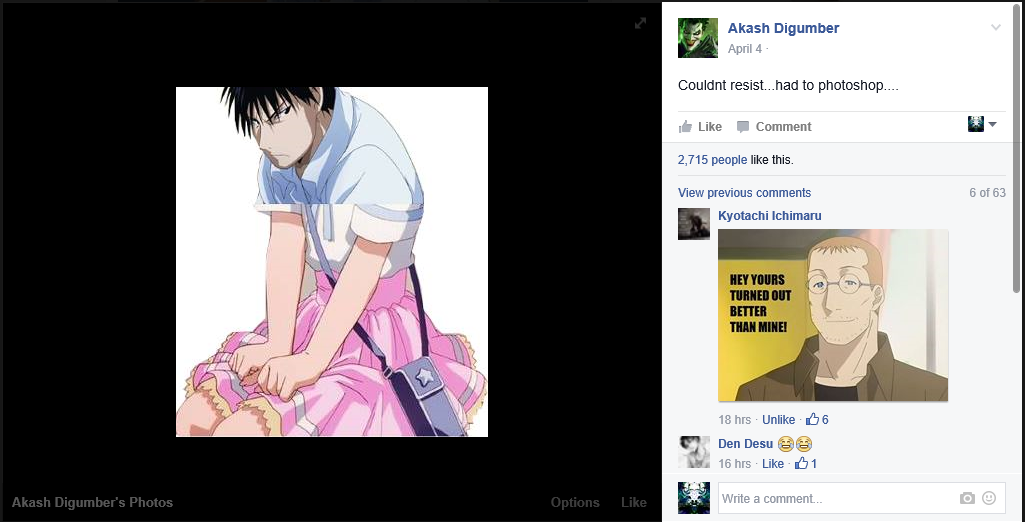 Akash Digumber
April 4 ·
Couldnt resist...had to photoshop....
Like Comment
2,715 people like this.
View previous comments 6 of 63
Kyotachi Ichimaru
HEY YOURS
TURNED OUT
BETTER
THAN MINE!
18 hrs · Unlike · 6
Den Desu 😂😂
16 hrs · Like · 1
Write a comment...
Akash Digumber's Photos Options Like